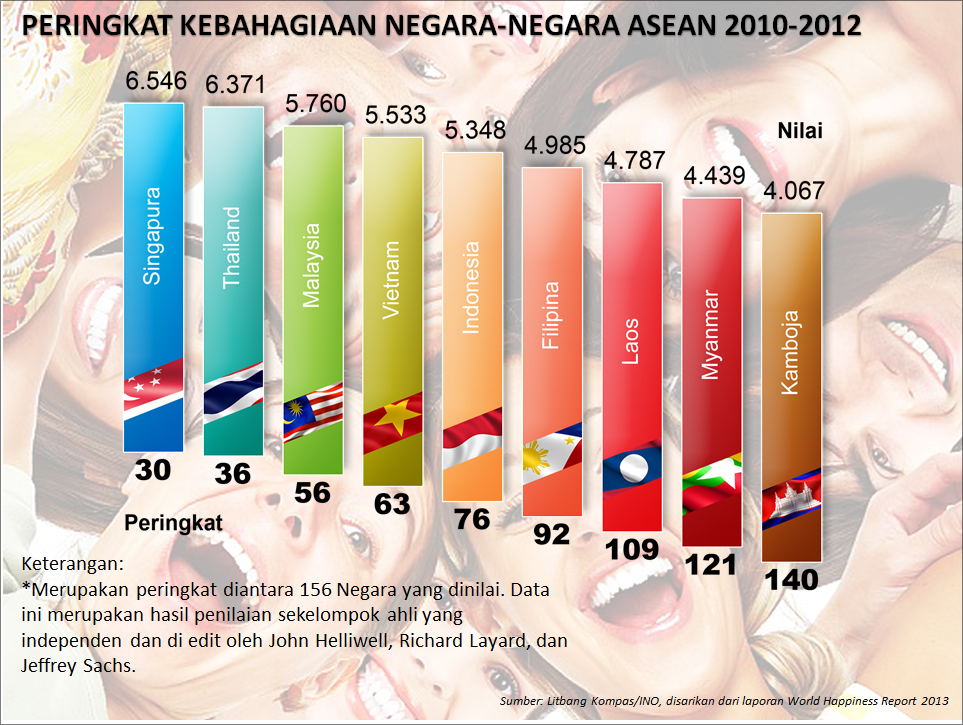 PERINGKAT KEBAHAGIAAN NEGARA-NEGARA ASEAN 2010-2012
6.546
6.371
5.760
5.533
5.348
4.985
4.787
4.439
4.067
Nilai
Singapura
Thailand
Malaysia
Vietnam
Indonesia
Filipina
Laos
Myanmar
Kamboja
30
36
56
63
76
92
109
121
140
Peringkat
Keterangan:
*Merupakan peringkat diantara 156 Negara yang dinilai. Data
ini merupakan hasil penilaian sekelompok ahli yang
independen dan di edit oleh John Helliwell, Richard Layard, dan
Jeffrey Sachs.
Sumber: Litbang Kompas/INO, disarikan dari laporan World Happiness Report 2013